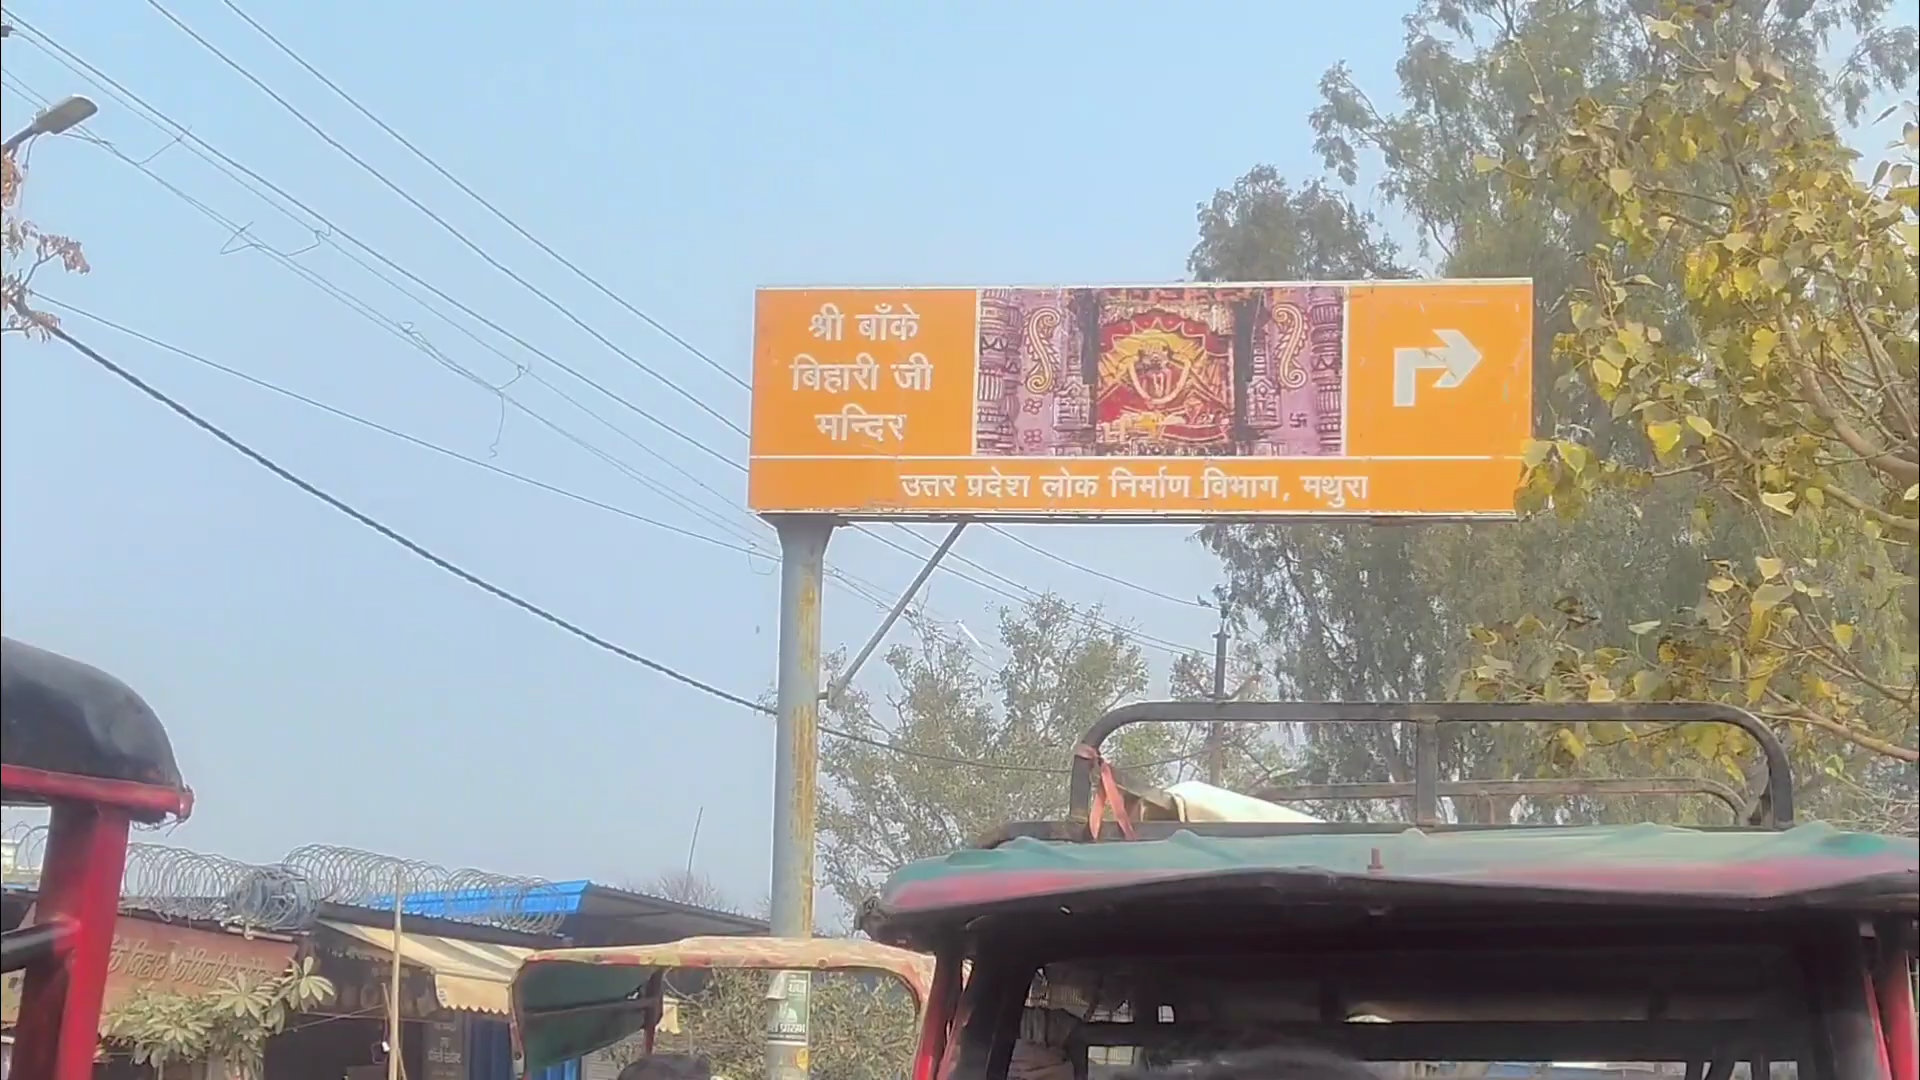 श्री बाँके
बिहारी जी
मन्दिर
उत्तर प्रदेश लोक निर्माण विभाग, मथुरा